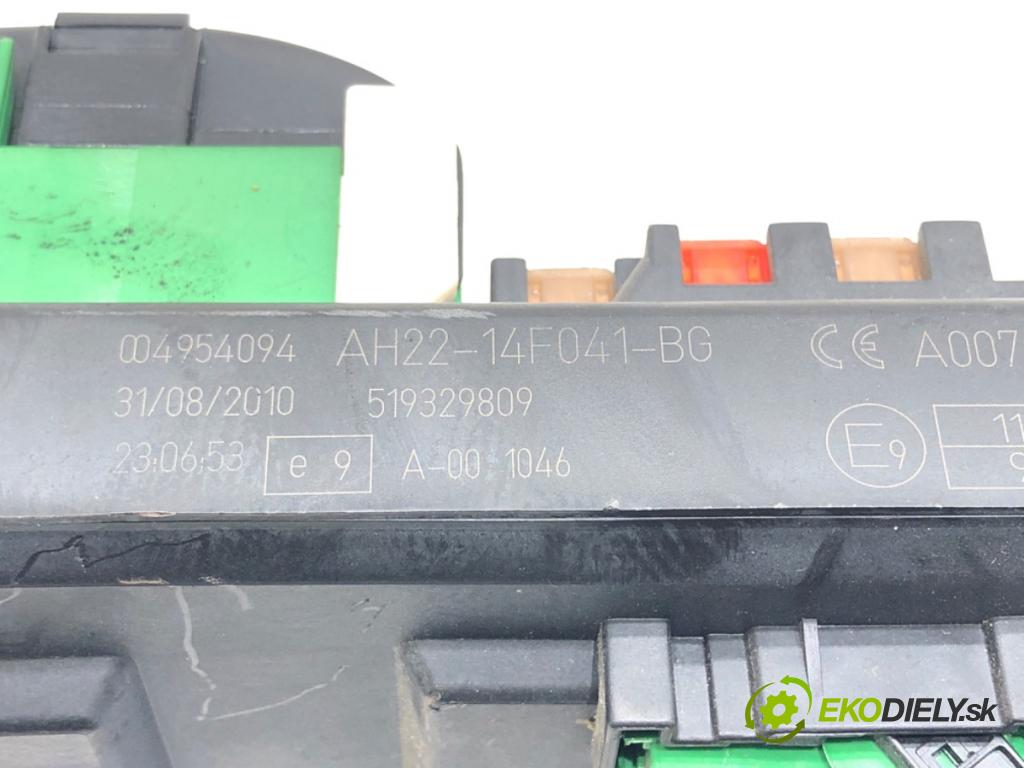 004954094 AH22-14F041-BG CE A007
31/08/2010 519329809
23:06:53 e 9 A-00 1046 E9 11
EKODIELY.sk